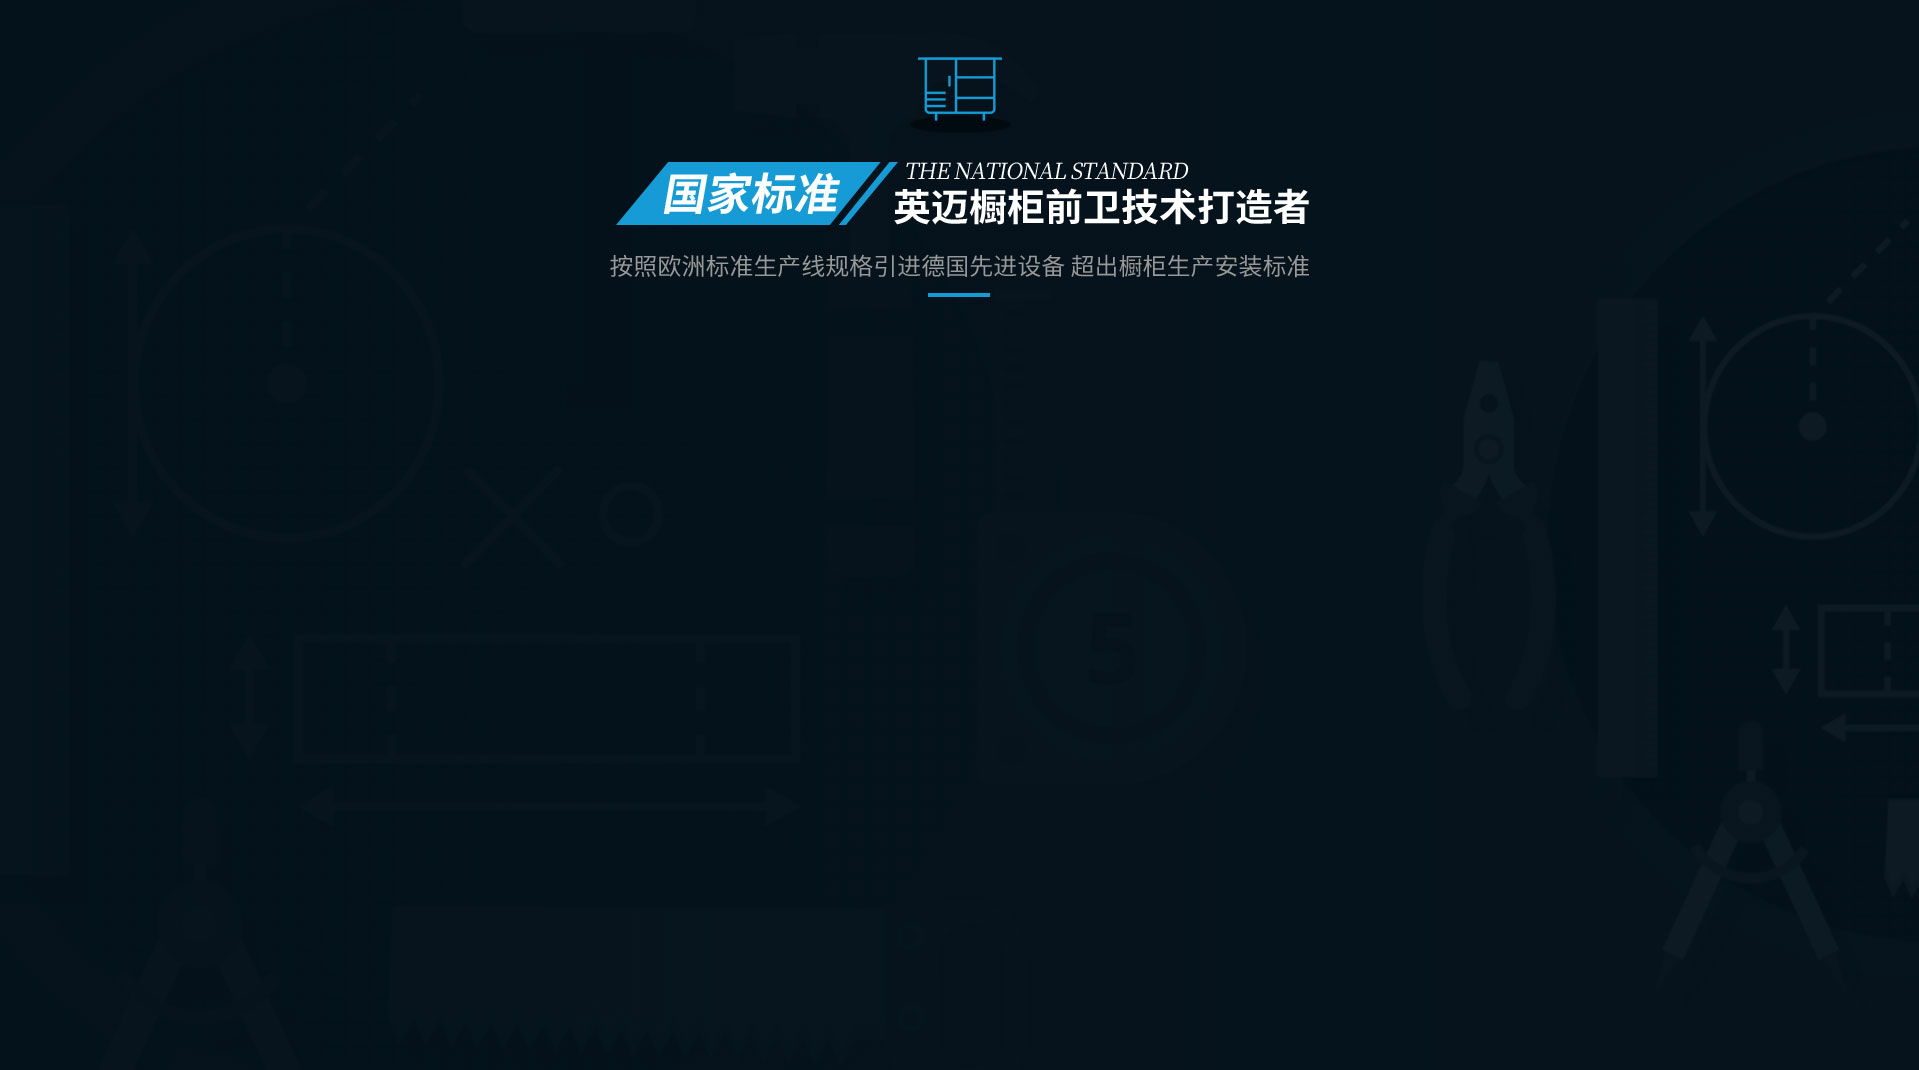 THE NATIONAL STANDARD
国家标准
英迈橱柜前卫技术打造者
按照欧洲标准生产线规格引进德国先进设备 超出橱柜生产安装标准
5